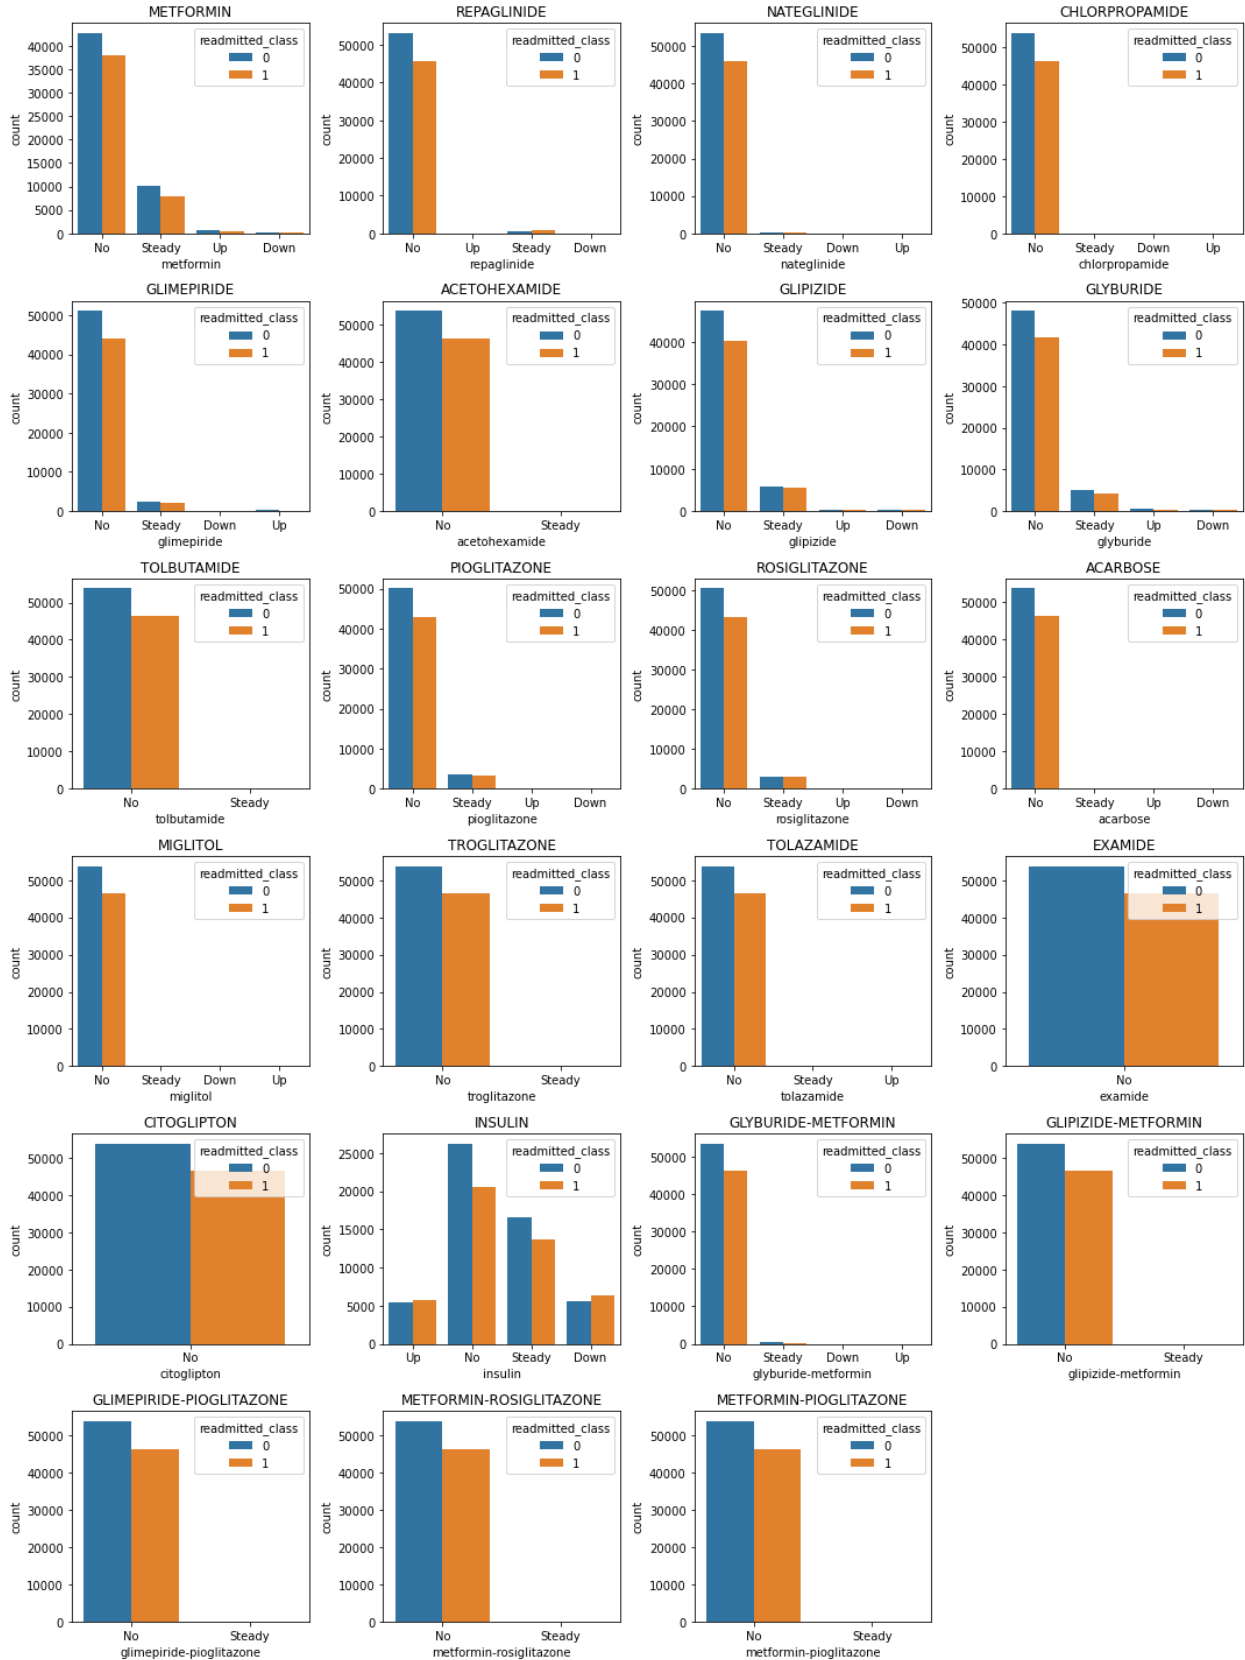 METFORMIN
count
40000
35000
30000
25000
20000
15000
10000
5000
0
readmitted_class
0
1
No Steady Up Down
metformin
REPAGLINIDE
count
50000
40000
30000
20000
10000
0
readmitted_class
0
1
No Up Steady Down
repaglinide
NATEGLINIDE
count
50000
40000
30000
20000
10000
0
readmitted_class
0
1
No Steady Down Up
nateglinide
CHLORPROPAMIDE
count
50000
40000
30000
20000
10000
0
readmitted_class
0
1
No Steady Down Up
chlorpropamide
GLIMEPIRIDE
count
50000
40000
30000
20000
10000
0
readmitted_class
0
1
No Steady Down Up
glimepiride
ACETOHEXAMIDE
count
50000
40000
30000
20000
10000
0
readmitted_class
0
1
No Steady
acetohexamide
GLIPIZIDE
count
40000
30000
20000
10000
0
readmitted_class
0
1
No Steady Up Down
glipizide
GLYBURIDE
count
50000
40000
30000
20000
10000
0
readmitted_class
0
1
No Steady Up Down
glyburide
TOLBUTAMIDE
count
50000
40000
30000
20000
10000
0
readmitted_class
0
1
No Steady
tolbutamide
PIOGLITAZONE
count
50000
40000
30000
20000
10000
0
readmitted_class
0
1
No Steady Up Down
pioglitazone
ROSIGLITAZONE
count
50000
40000
30000
20000
10000
0
readmitted_class
0
1
No Steady Up Down
rosiglitazone
ACARBOSE
count
50000
40000
30000
20000
10000
0
readmitted_class
0
1
No Steady Up Down
acarbose
MIGLITOL
count
50000
40000
30000
20000
10000
0
readmitted_class
0
1
No Steady Down Up
miglitol
TROGLITAZONE
count
50000
40000
30000
20000
10000
0
readmitted_class
0
1
No Steady
troglitazone
TOLAZAMIDE
count
50000
40000
30000
20000
10000
0
readmitted_class
0
1
No Steady Up
tolazamide
EXAMIDE
count
50000
40000
30000
20000
10000
0
readmitted_class
0
1
No
examide
CITOGLIPTON
count
50000
40000
30000
20000
10000
0
readmitted_class
0
1
No
citoglipton
INSULIN
count
25000
20000
15000
10000
5000
0
readmitted_class
0
1
Up No Steady Down
insulin
GLYBURIDE-METFORMIN
count
50000
40000
30000
20000
10000
0
readmitted_class
0
1
No Steady Down Up
glyburide-metformin
GLIPIZIDE-METFORMIN
count
50000
40000
30000
20000
10000
0
readmitted_class
0
1
No Steady
glipizide-metformin
GLIMEPIRIDE-PIOGLITAZONE
count
50000
40000
30000
20000
10000
0
readmitted_class
0
1
No Steady
glimepiride-pioglitazone
METFORMIN-ROSIGLITAZONE
count
50000
40000
30000
20000
10000
0
readmitted_class
0
1
No Steady
metformin-rosiglitazone
METFORMIN-PIOGLITAZONE
count
50000
40000
30000
20000
10000
0
readmitted_class
0
1
No Steady
metformin-pioglitazone